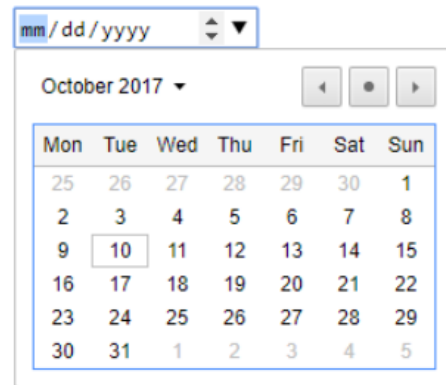 mm/dd/yyyy
October 2017
Mon Tue Wed Thu Fri Sat Sun
25 26 27 28 29 30 1
2 3 4 5 6 7 8
9 10 11 12 13 14 15
16 17 18 19 20 21 22
23 24 25 26 27 28 29
30 31 1 2 3 4 5